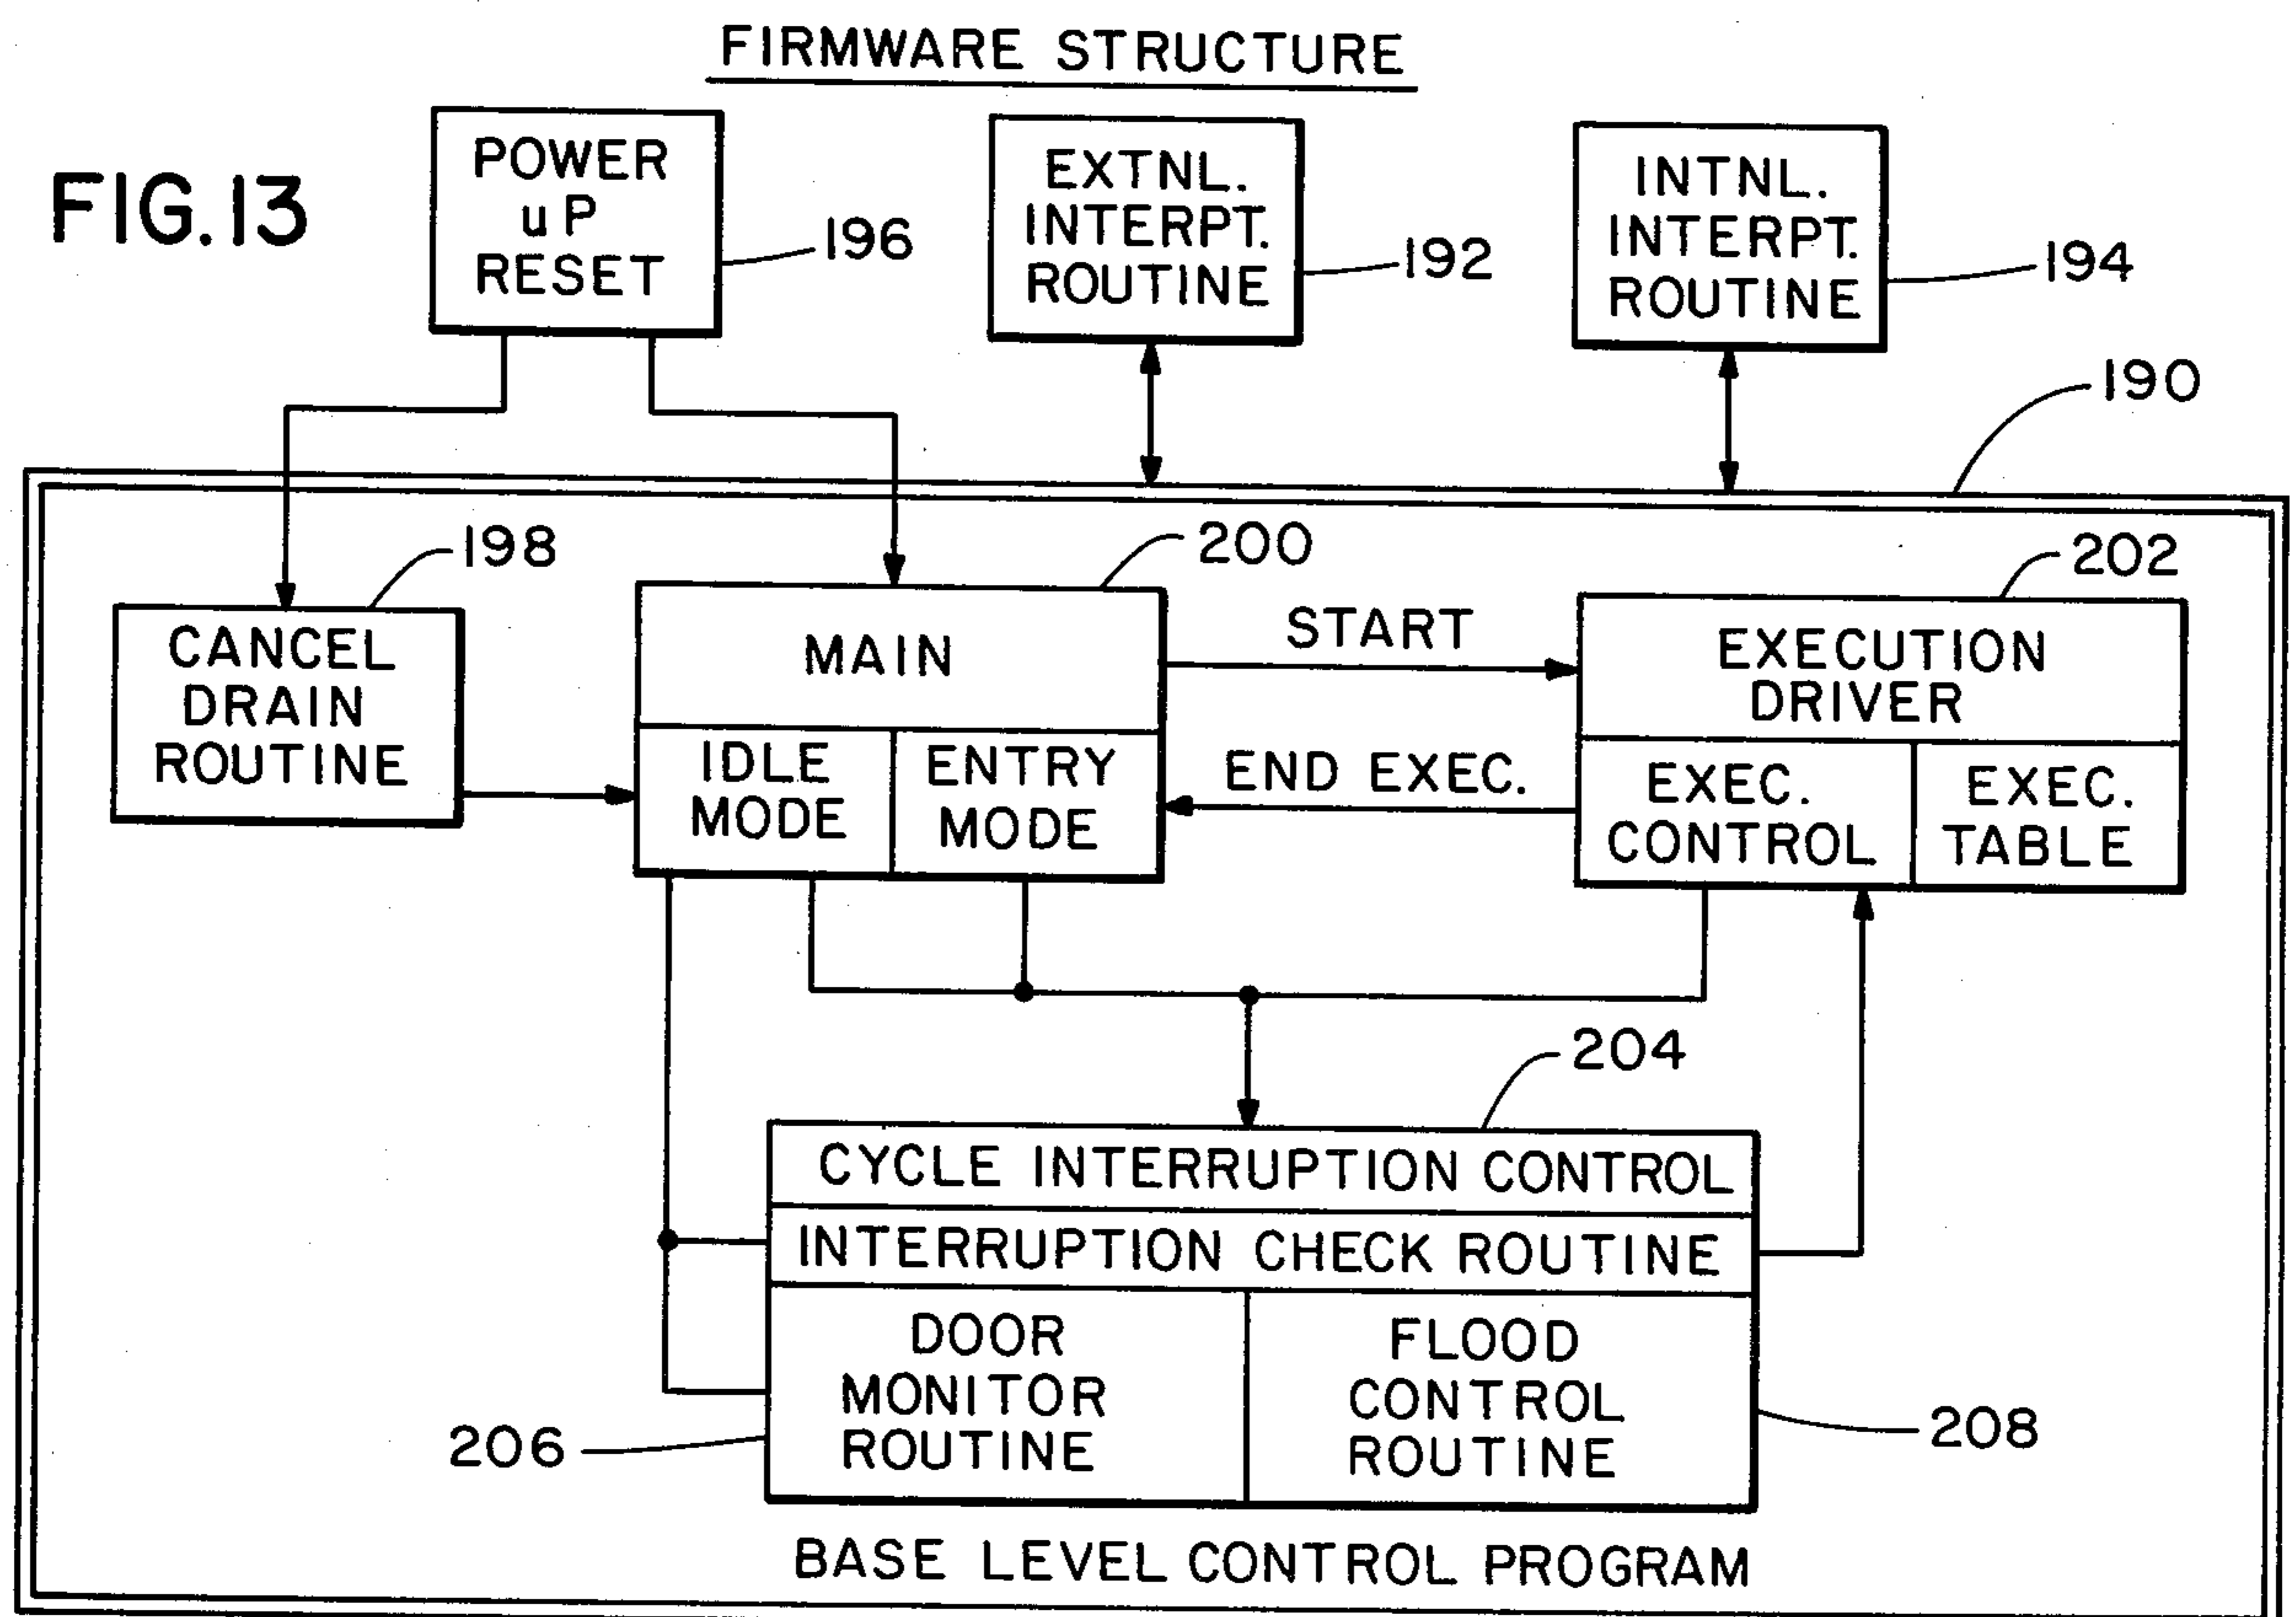 FIRMWARE STRUCTURE
FIG.13
POWER
uP
RESET
196
EXTNL.
INTERPT.
ROUTINE
192
INTNL.
INTERPT.
ROUTINE
194
190
CANCEL
DRAIN
ROUTINE
198
MAIN
200
IDLE
MODE
ENTRY
MODE
START
END EXEC.
EXECUTION
DRIVER
202
EXEC.
CONTROL
EXEC.
TABLE
204
CYCLE INTERRUPTION CONTROL
INTERRUPTION CHECK ROUTINE
DOOR
MONITOR
ROUTINE
206
FLOOD
CONTROL
ROUTINE
208
BASE LEVEL CONTROL PROGRAM